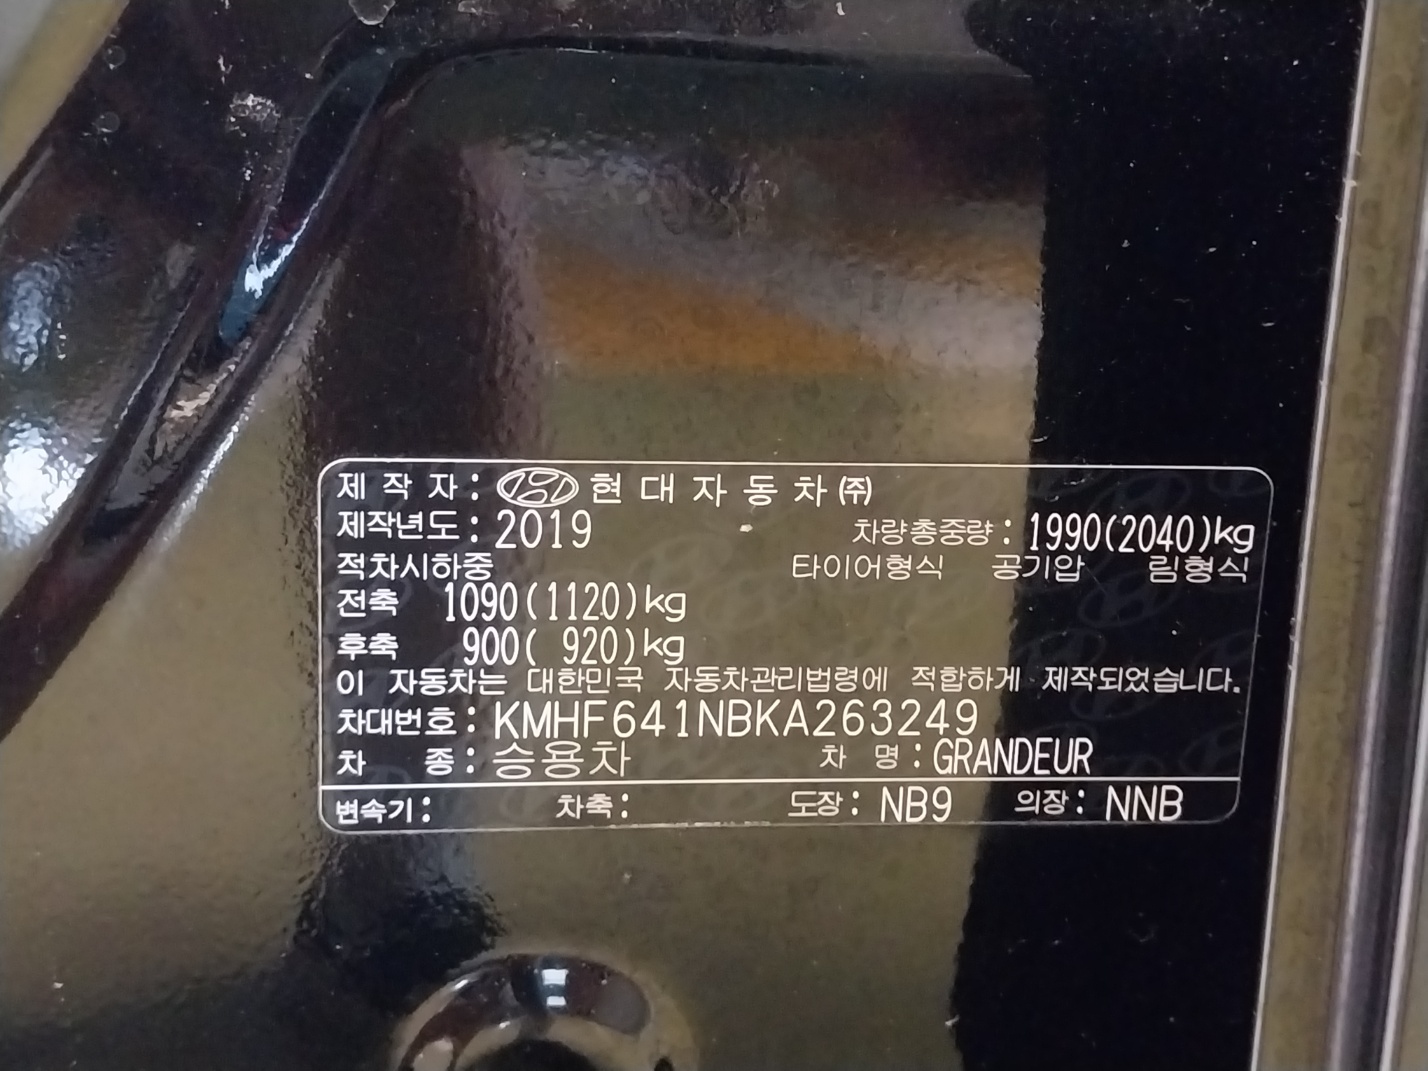 제 작 자 : 현 대 자 동 차 ㈜
제작년도 : 2019 차량총중량 : 1990(2040)kg
적차시하중 타이어형식 공기압 림형식
전축 1090(1120)kg
후축 900( 920)kg
이 자동차는 대한민국 자동차관리법령에 적합하게 제작되었습니다.
차대번호 : KMHF641NBKA263249
차 종 : 승용차 차 명 : GRANDEUR
변속기 : 차축 : 도장 : NB9 의장 : NNB